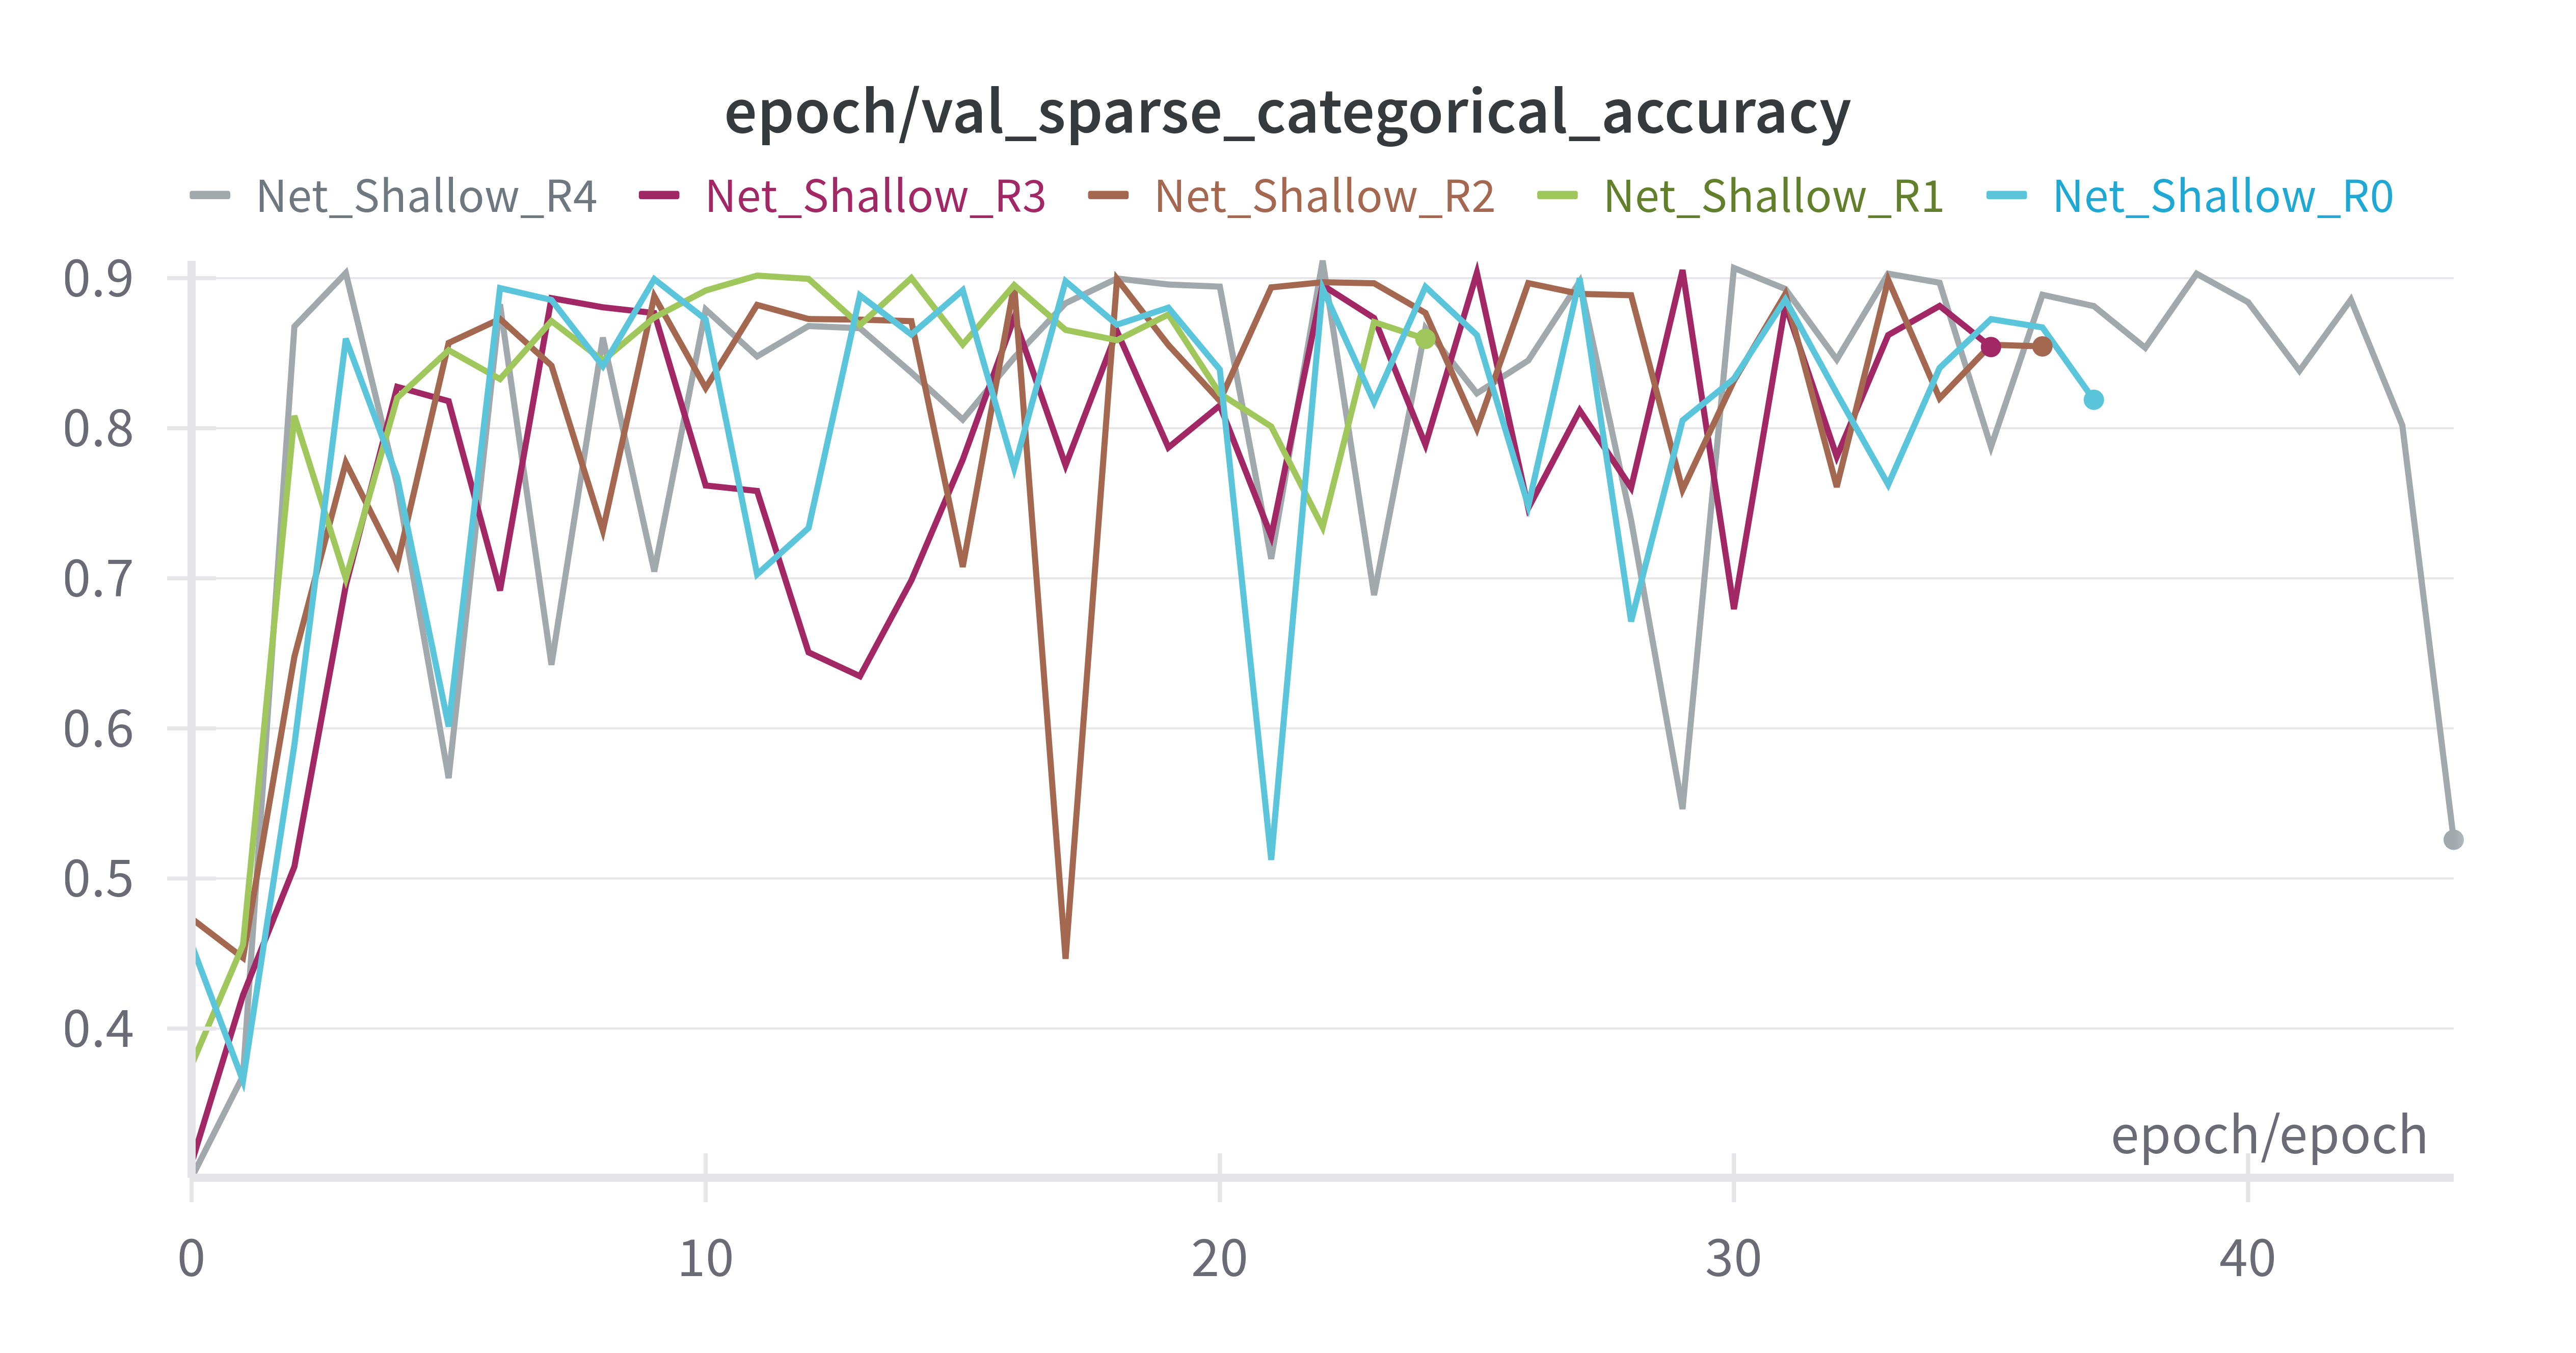 epoch/val_sparse_categorical_accuracy
Net_Shallow_R4 Net_Shallow_R3 Net_Shallow_R2 Net_Shallow_R1 Net_Shallow_R0
0.9
0.8
0.7
0.6
0.5
0.4
epoch/epoch
0 10 20 30 40